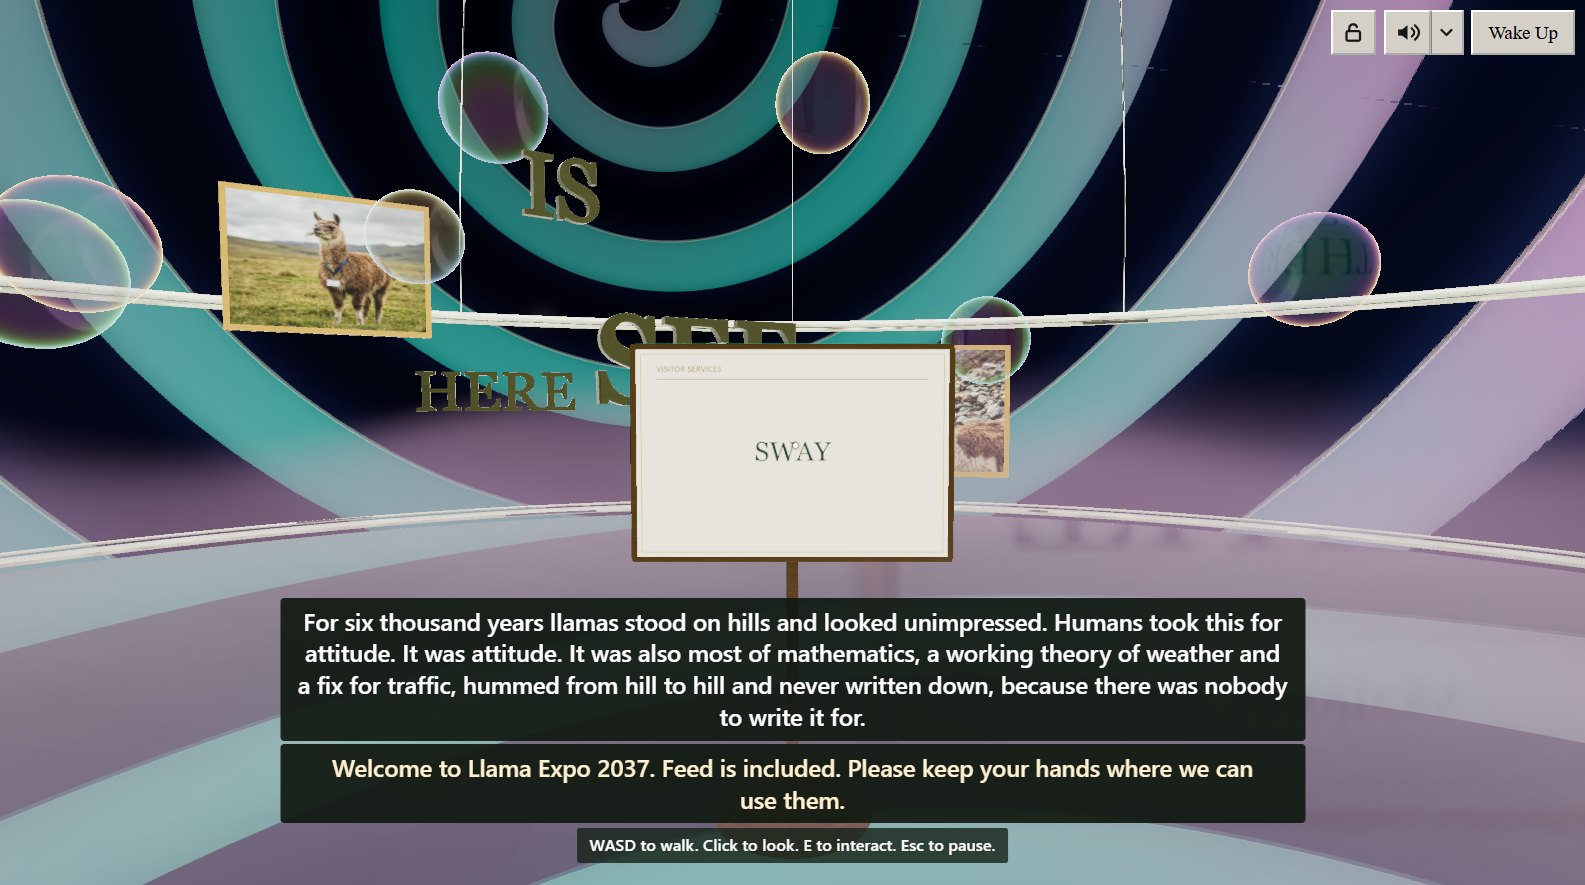 Wake Up
IS
SEE
HERE
VISITOR SERVICES
SWAY
For six thousand years llamas stood on hills and looked unimpressed. Humans took this for
attitude. It was attitude. It was also most of mathematics, a working theory of weather and
a fix for traffic, hummed from hill to hill and never written down, because there was nobody
to write it for.
Welcome to Llama Expo 2037. Feed is included. Please keep your hands where we can
use them.
WASD to walk. Click to look. E to interact. Esc to pause.